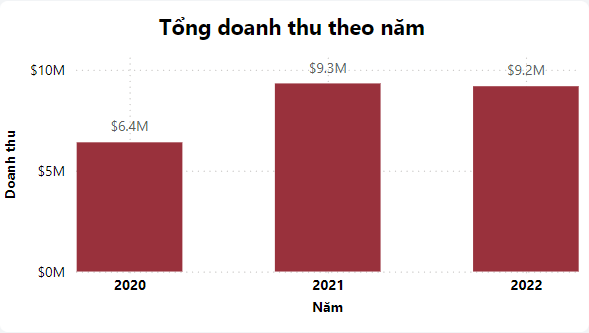 Tổng doanh thu theo năm
Doanh thu
$10M
$5M
$0M
$6.4M
$9.3M
$9.2M
2020
2021
2022
Năm